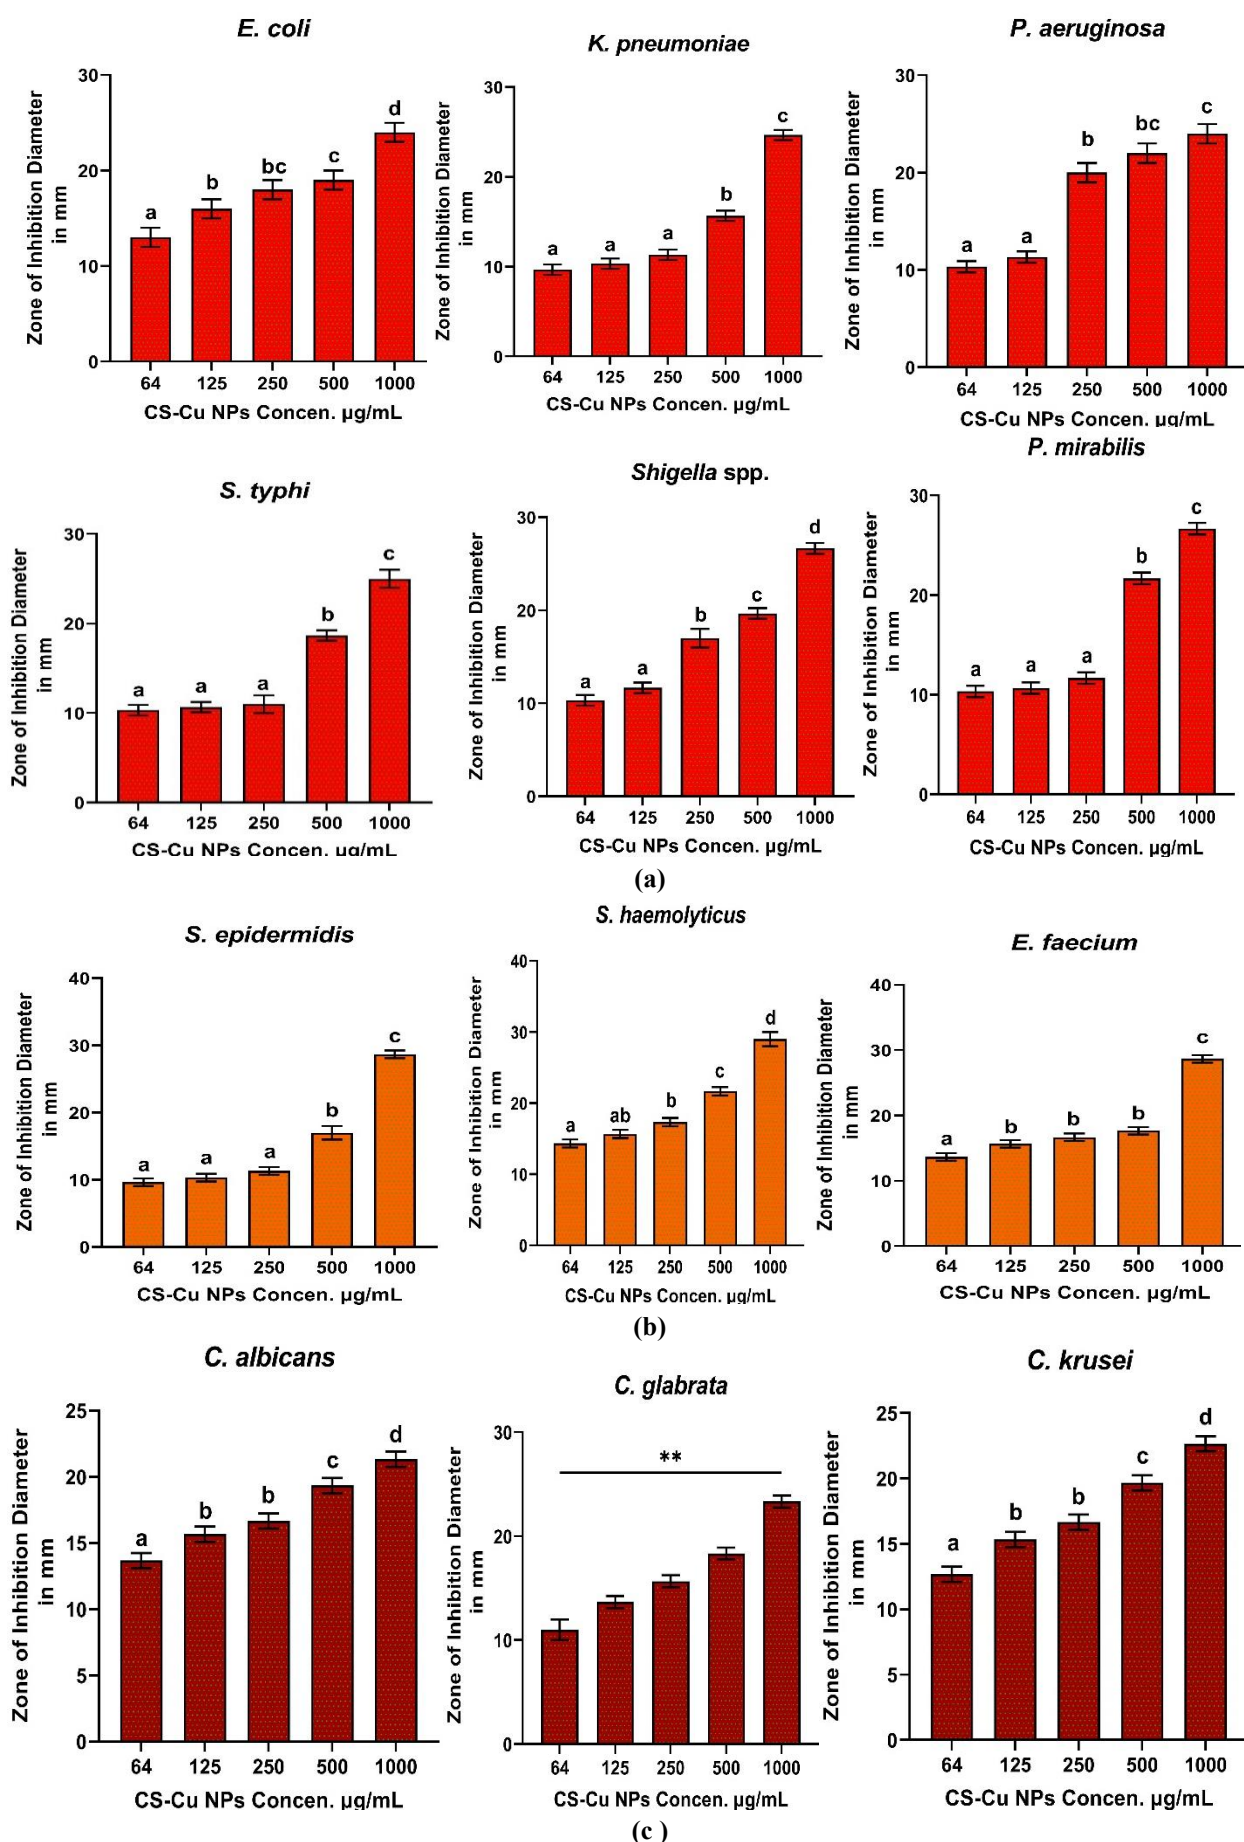 E. coli
Zone of Inhibition Diameter
in mm
30
20
10
0
a
b
bc
c
d
64 125 250 500 1000
CS-Cu NPs Concen. µg/mL
K. pneumoniae
Zone of Inhibition Diameter
in mm
30
20
10
0
a
a
a
b
c
64 125 250 500 1000
CS-Cu NPs Concen. µg/mL
P. aeruginosa
Zone of Inhibition Diameter
in mm
30
20
10
0
a
a
b
bc
c
64 125 250 500 1000
CS-Cu NPs Concen. µg/mL
S. typhi
Zone of Inhibition Diameter
in mm
30
20
10
0
a
a
a
b
c
64 125 250 500 1000
CS-Cu NPs Concen. µg/mL
Shigella spp.
Zone of Inhibition Diameter
in mm
30
20
10
0
a
a
b
c
d
64 125 250 500 1000
CS-Cu NPs Concen. µg/mL
P. mirabilis
Zone of Inhibition Diameter
in mm
30
20
10
0
a
a
a
b
c
64 125 250 500 1000
CS-Cu NPs Concen. µg/mL
(a)
S. epidermidis
Zone of Inhibition Diameter
in mm
40
30
20
10
0
a
a
a
b
c
64 125 250 500 1000
CS-Cu NPs Concen. µg/mL
S. haemolyticus
Zone of Inhibition Diameter
in mm
40
30
20
10
0
a
ab
b
c
d
64 125 250 500 1000
CS-Cu NPs Concen. µg/mL
E. faecium
Zone of Inhibition Diameter
in mm
40
30
20
10
0
a
b
b
b
c
64 125 250 500 1000
CS-Cu NPs Concen. µg/mL
(b)
C. albicans
Zone of Inhibition Diameter
in mm
25
20
15
10
5
0
a
b
b
c
d
64 125 250 500 1000
CS-Cu NPs Concen. µg/mL
C. glabrata
Zone of Inhibition Diameter
in mm
30
20
10
0
**
64 125 250 500 1000
CS-Cu NPs Concen. µg/mL
C. krusei
Zone of Inhibition Diameter
in mm
25
20
15
10
5
0
a
b
b
c
d
64 125 250 500 1000
CS-Cu NPs Concen. µg/mL
(c )